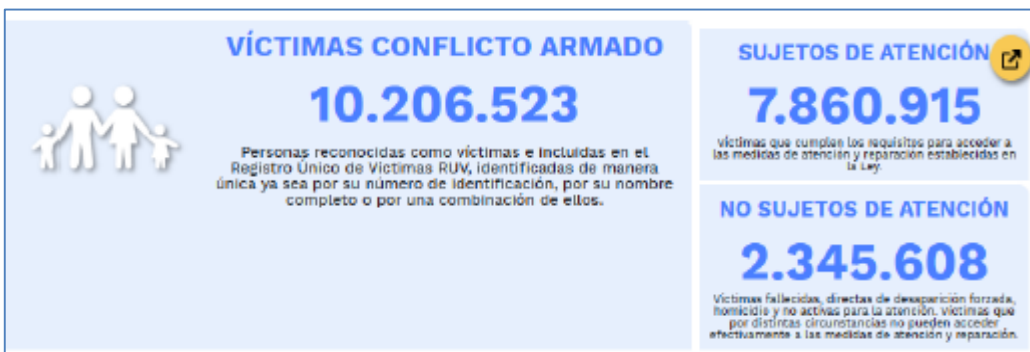 VÍCTIMAS CONFLICTO ARMADO
10.206.523
Personas reconocidas como víctimas e incluidas en el
Registro Único de Víctimas RUV, identificadas de manera
única ya sea por su número de identificación, por su nombre
completo o por una combinación de ellos.
SUJETOS DE ATENCIÓN
7.860.915
víctimas que cumplen los requisitos para acceder a
las medidas de atención y reparación establecidas en
la Ley.
NO SUJETOS DE ATENCIÓN
2.345.608
Víctimas fallecidas, directas de desaparición forzada,
homicidio y no activas para la atención. Víctimas que
por distintas circunstancias no pueden acceder
efectivamente a las medidas de atención y reparación.